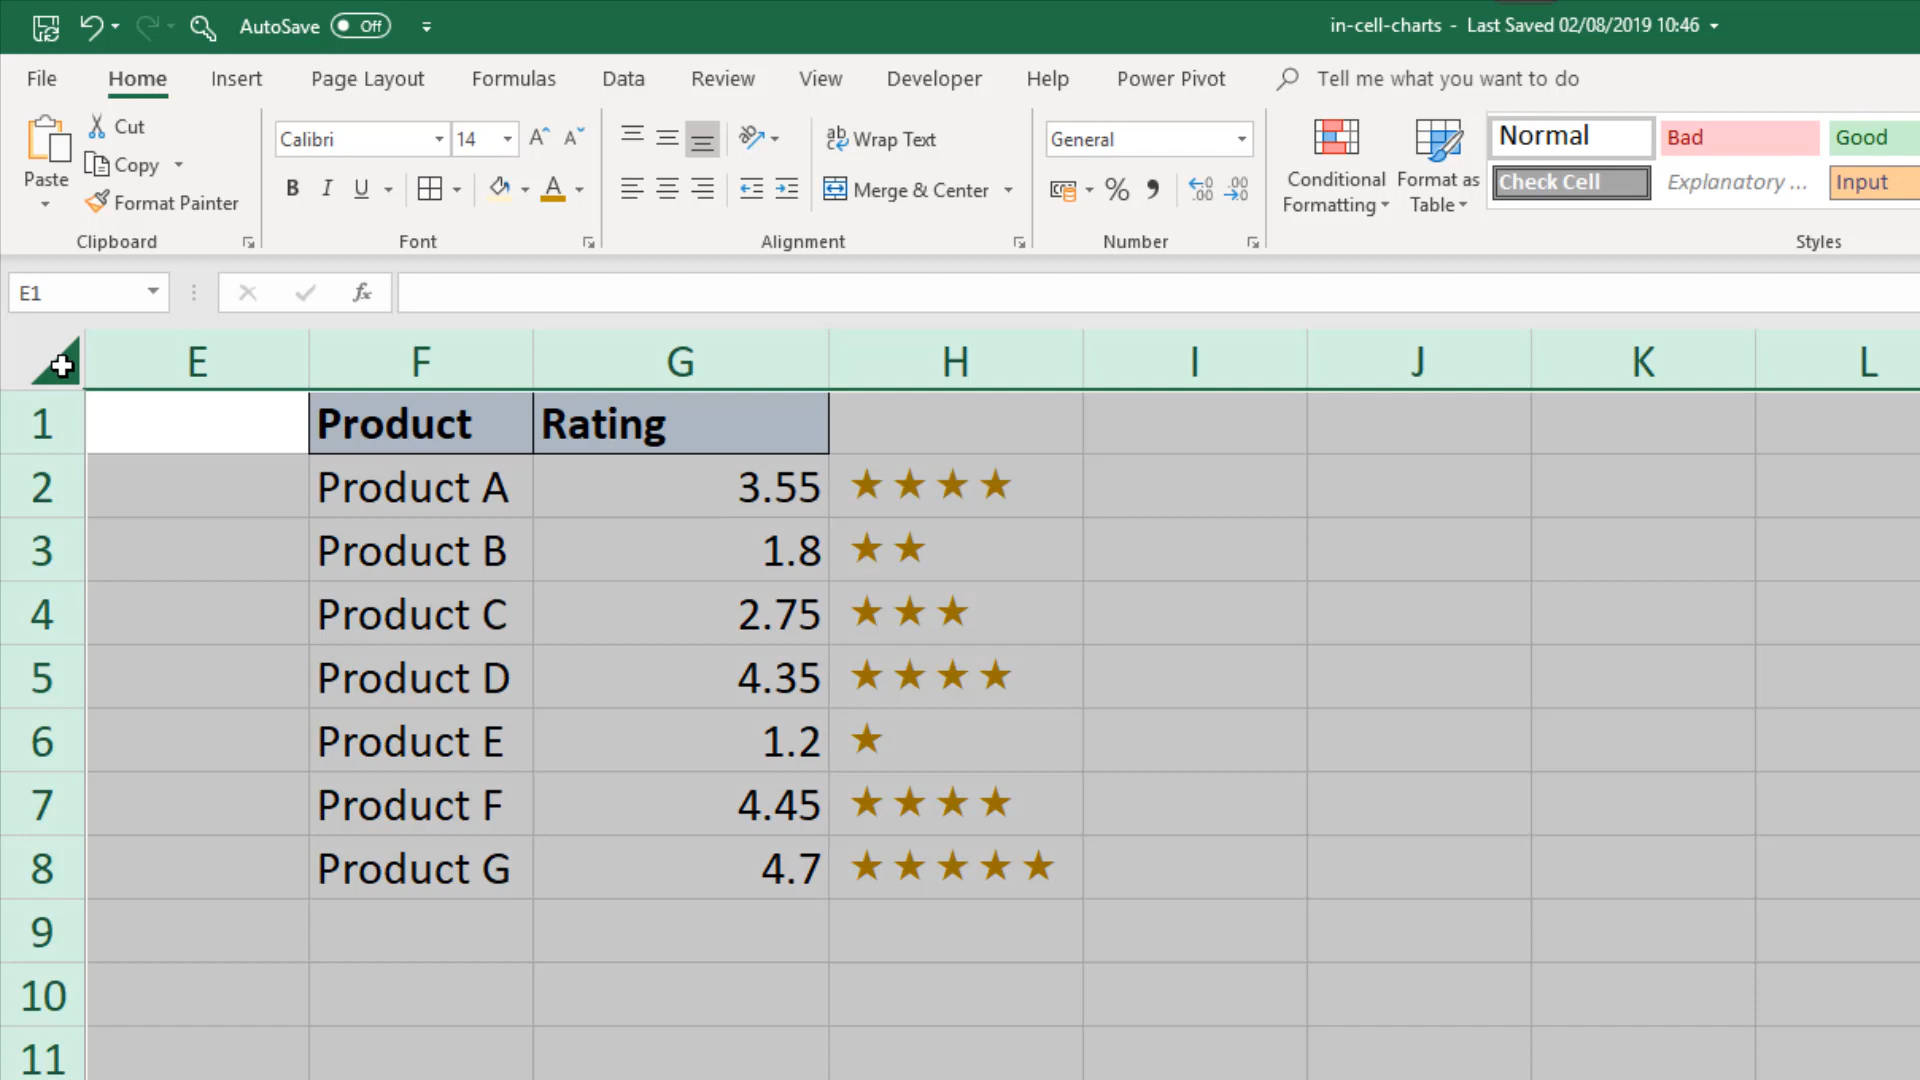 AutoSave Off
in-cell-charts - Last Saved 02/08/2019 10:46
File Home Insert Page Layout Formulas Data Review View Developer Help Power Pivot Tell me what you want to do
Paste
Cut
Copy
Format Painter
Clipboard
Calibri 14
B I U
Font
Wrap Text
Merge & Center
Alignment
General
Number
Conditional Formatting
Format as Table
Normal Bad Good
Check Cell Explanatory ... Input
Styles
E1 fx
E F G H I J K L
1 Product Rating
2 Product A 3.55 ★★★★
3 Product B 1.8 ★★
4 Product C 2.75 ★★★
5 Product D 4.35 ★★★★
6 Product E 1.2 ★
7 Product F 4.45 ★★★★
8 Product G 4.7 ★★★★★
9
10
11